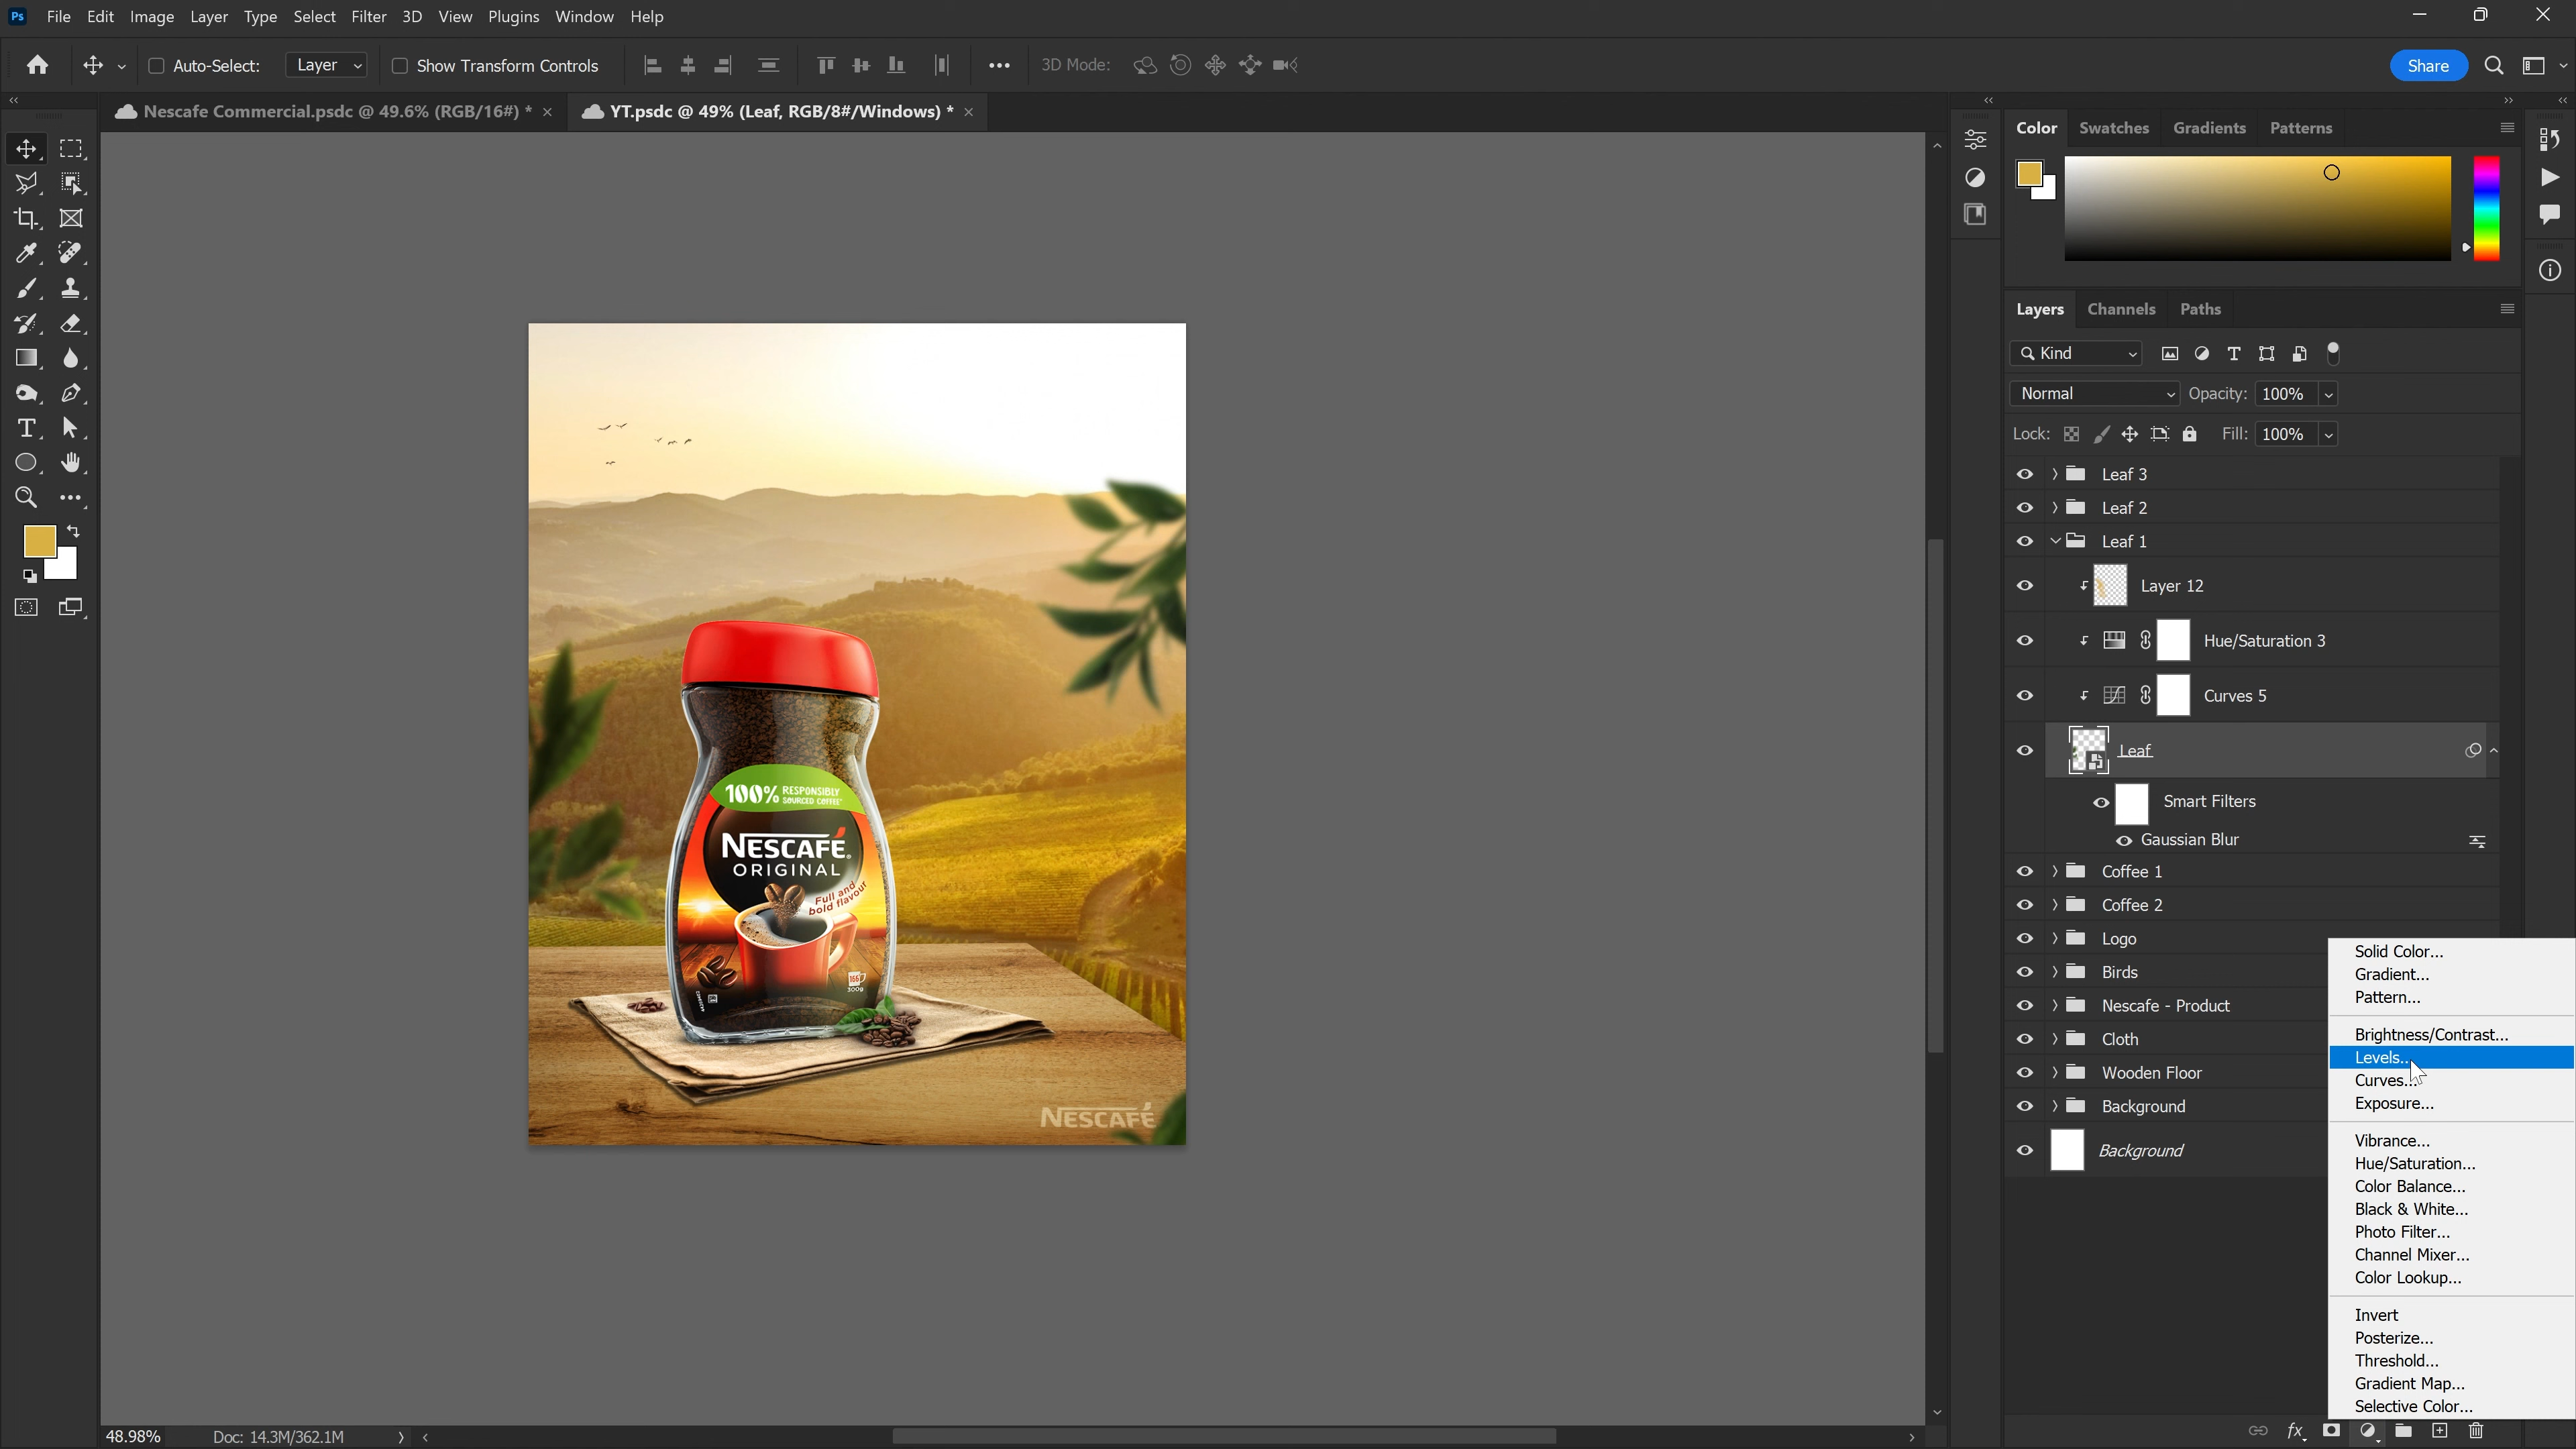 Ps File Edit Image Layer Type Select Filter 3D View Plugins Window Help
Auto-Select: Layer Show Transform Controls 3D Mode: Share
Nescafe Commercial.psdc @ 49.6% (RGB/16#) * YT.psdc @ 49% (Leaf, RGB/8#/Windows) *
Color Swatches Gradients Patterns
Layers Channels Paths
Kind
Normal Opacity: 100%
Lock: Fill: 100%
Leaf 3
Leaf 2
Leaf 1
Layer 12
Hue/Saturation 3
Curves 5
Leaf
Smart Filters
Gaussian Blur
Coffee 1
Coffee 2
Logo
Birds
Nescafe - Product
Cloth
Wooden Floor
Background
Background
Solid Color...
Gradient...
Pattern...
Brightness/Contrast...
Levels...
Curves...
Exposure...
Vibrance...
Hue/Saturation...
Color Balance...
Black & White...
Photo Filter...
Channel Mixer...
Color Lookup...
Invert
Posterize...
Threshold...
Gradient Map...
Selective Color...
100% RESPONSIBLY
SOURCED COFFEE*
NESCAFÉ®
ORIGINAL
Full and
bold flavour
300g
NESCAFÉ
48.98% Doc: 14.3M/362.1M
fx